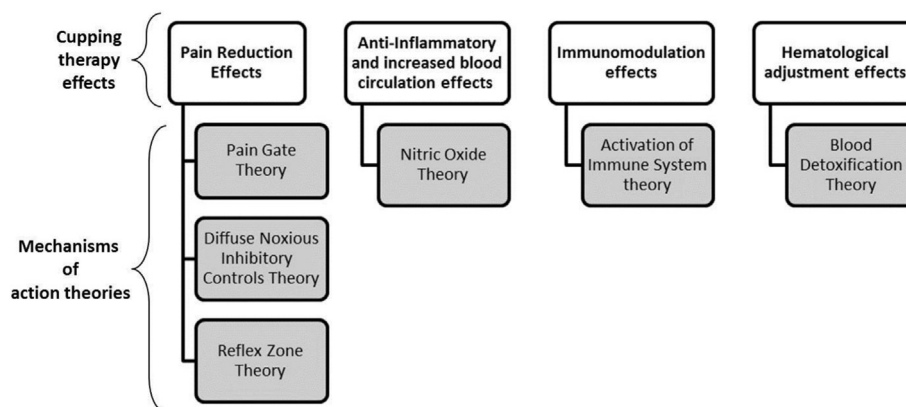 Cupping
therapy
effects
Pain Reduction
Effects
Anti-Inflammatory
and increased blood
circulation effects
Immunomodulation
effects
Hematological
adjustment effects
Mechanisms
of
action theories
Pain Gate
Theory
Nitric Oxide
Theory
Activation of
Immune System
theory
Blood
Detoxification
Theory
Diffuse Noxious
Inhibitory
Controls Theory
Reflex Zone
Theory